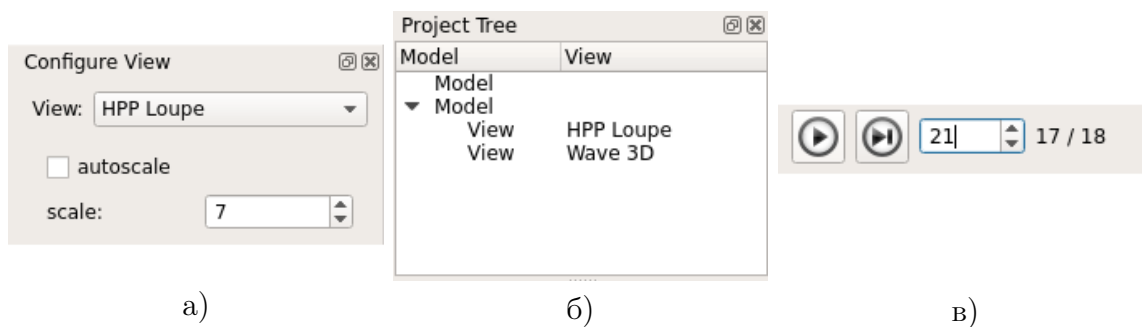 Configure View
View: HPP Loupe
autoscale
scale: 7
а)
Project Tree
Model View
Model
Model
View HPP Loupe
View Wave 3D
б)
21 17 / 18
в)